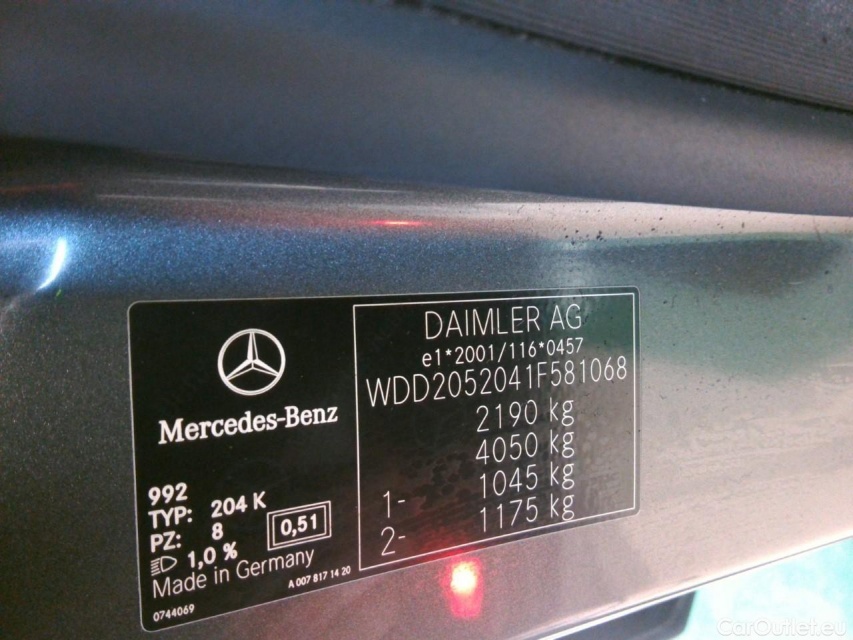 Mercedes-Benz
992
TYP: 204 K
PZ: 8
1,0 %
0,51
Made in Germany
A 007 817 14 20
0744069
DAIMLER AG
e1*2001/116*0457
WDD2052041F581068
2190 kg
4050 kg
1- 1045 kg
2- 1175 kg
CarOutlet.eu